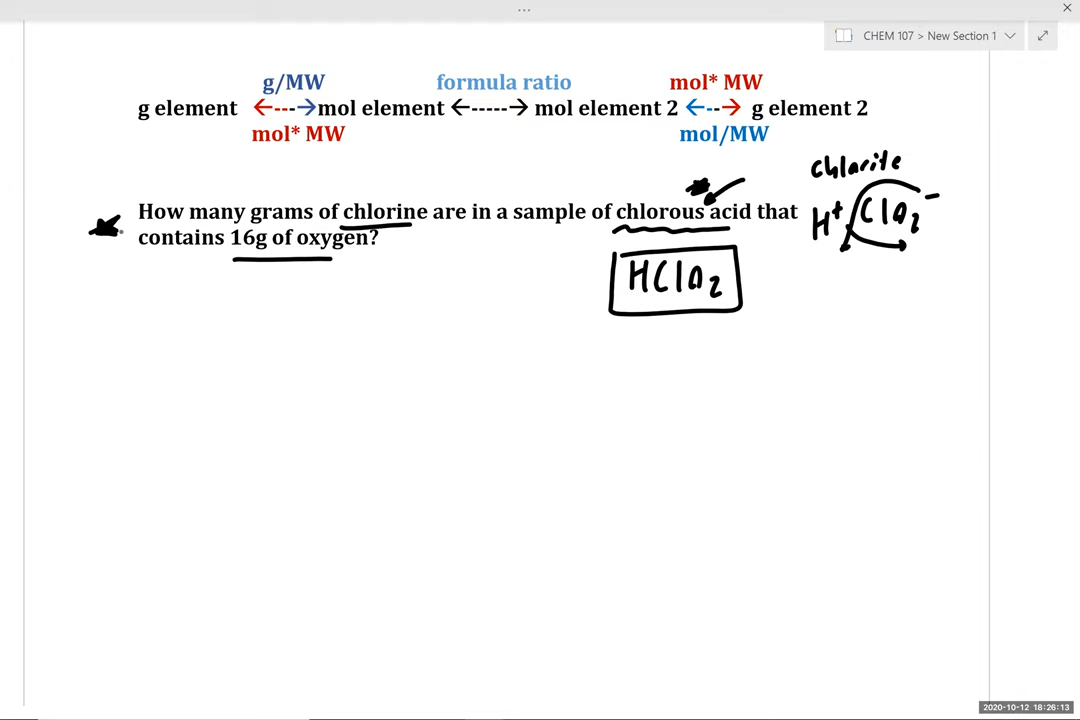 CHEM 107 > New Section 1
g/MW formula ratio mol* MW
g element <---> mol element <-----> mol element 2 <--> g element 2
mol* MW mol/MW
chlorite
How many grams of chlorine are in a sample of chlorous acid that
H+ ClO2-
contains 16g of oxygen?
HClO2
2020-10-12 18:26:13